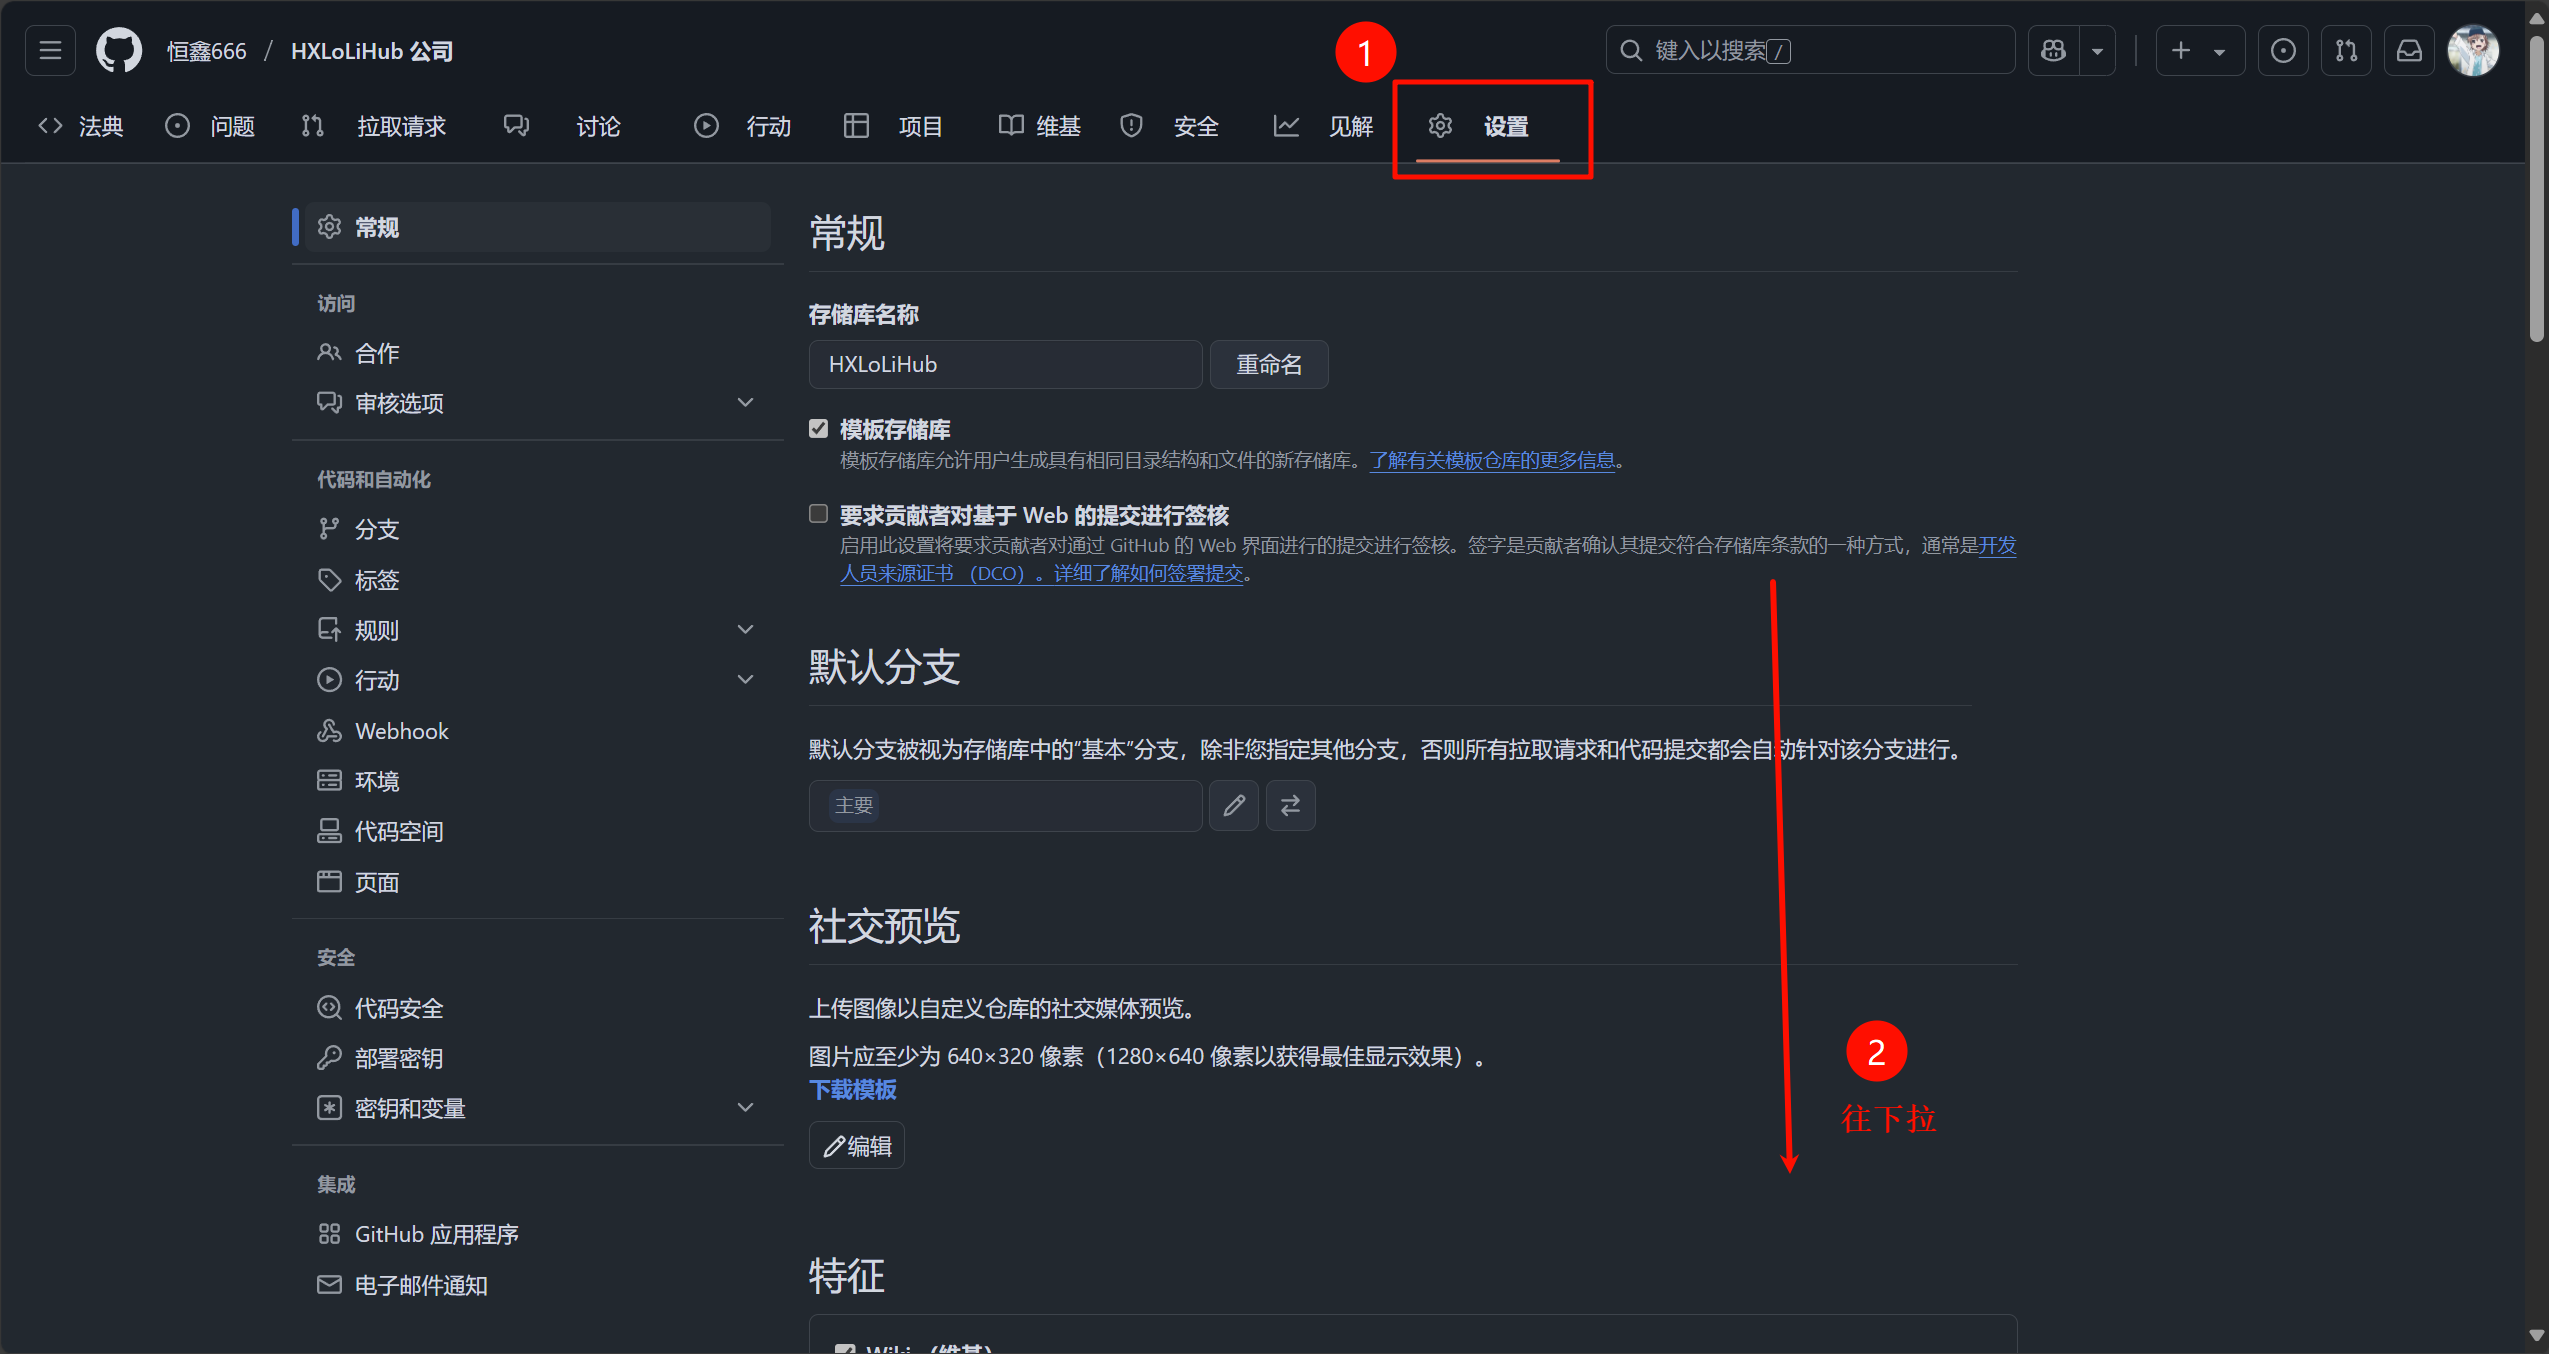 恒鑫666 / HXLoLiHub 公司
1
键入以搜索 /
法典
问题
拉取请求
讨论
行动
项目
维基
安全
见解
设置
常规
访问
合作
审核选项
代码和自动化
分支
标签
规则
行动
Webhook
环境
代码空间
页面
安全
代码安全
部署密钥
密钥和变量
集成
GitHub 应用程序
电子邮件通知
常规
存储库名称
HXLoLiHub
重命名
模板存储库
模板存储库允许用户生成具有相同目录结构和文件的新存储库。了解有关模板仓库的更多信息。
要求贡献者对基于 Web 的提交进行签核
启用此设置将要求贡献者对通过 GitHub 的 Web 界面进行的提交进行签核。签字是贡献者确认其提交符合存储库条款的一种方式，通常是开发
人员来源证书 （DCO）。详细了解如何签署提交。
默认分支
默认分支被视为存储库中的“基本”分支，除非您指定其他分支，否则所有拉取请求和代码提交都会自动针对该分支进行。
主要
社交预览
上传图像以自定义仓库的社交媒体预览。
图片应至少为 640×320 像素（1280×640 像素以获得最佳显示效果）。
下载模板
编辑
2
往下拉
特征
Wiki （维基）